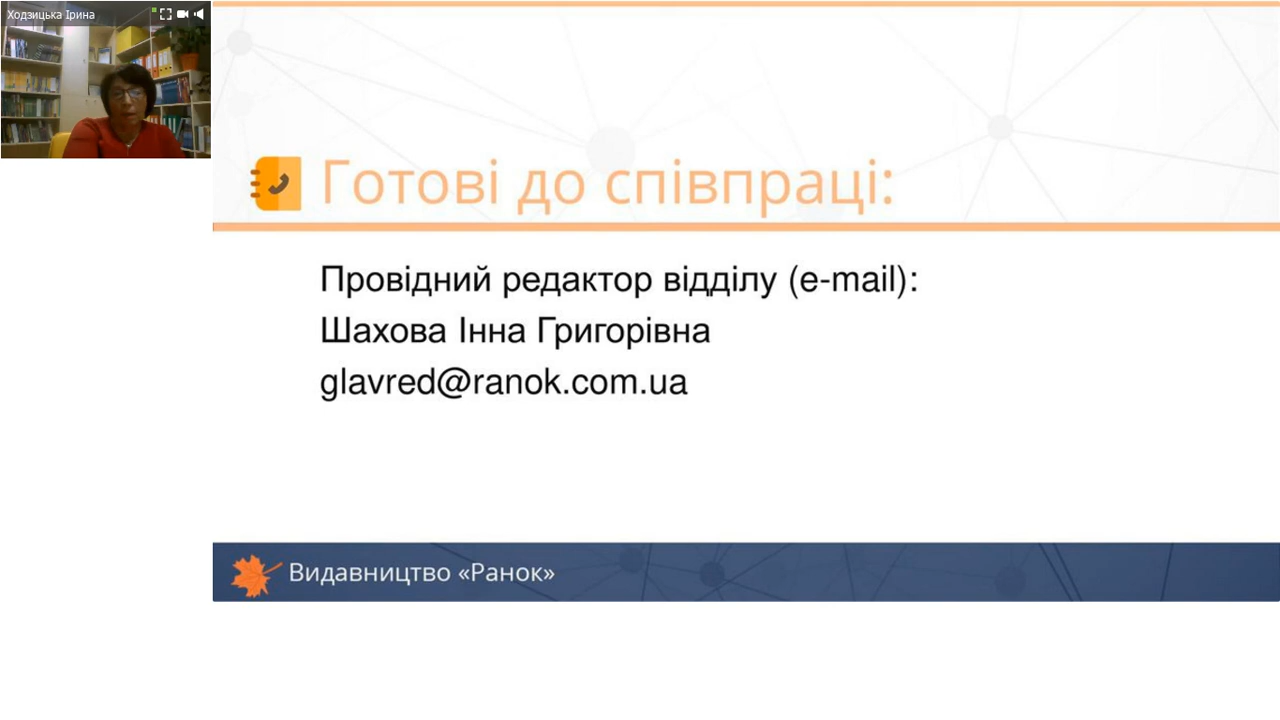 Ходзицька Ірина
Готові до співпраці:
Провідний редактор відділу (e-mail):
Шахова Інна Григорівна
glavred@ranok.com.ua
Видавництво «Ранок»